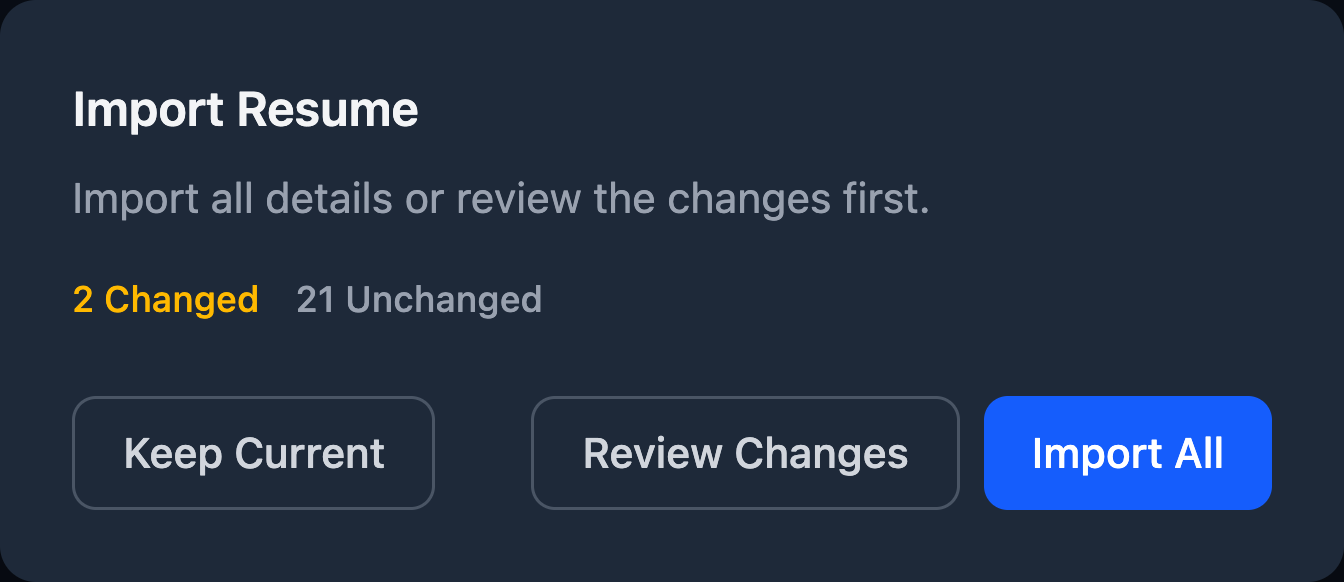 Import Resume
Import all details or review the changes first.
2 Changed 21 Unchanged
Keep Current Review Changes Import All